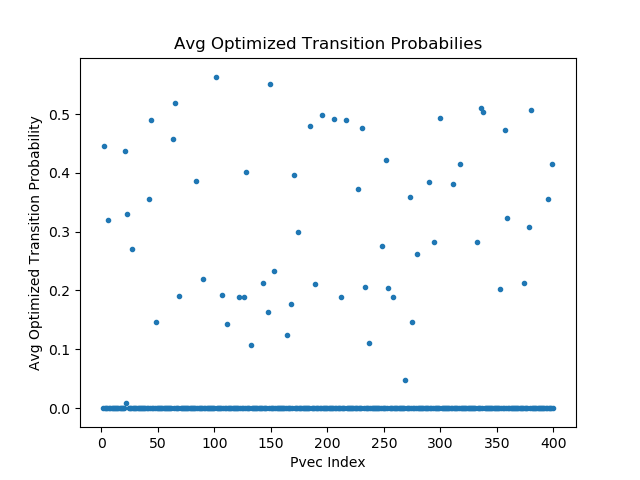 Avg Optimized Transition Probabilies
Avg Optimized Transition Probability
0.5
0.4
0.3
0.2
0.1
0.0
0 50 100 150 200 250 300 350 400
Pvec Index